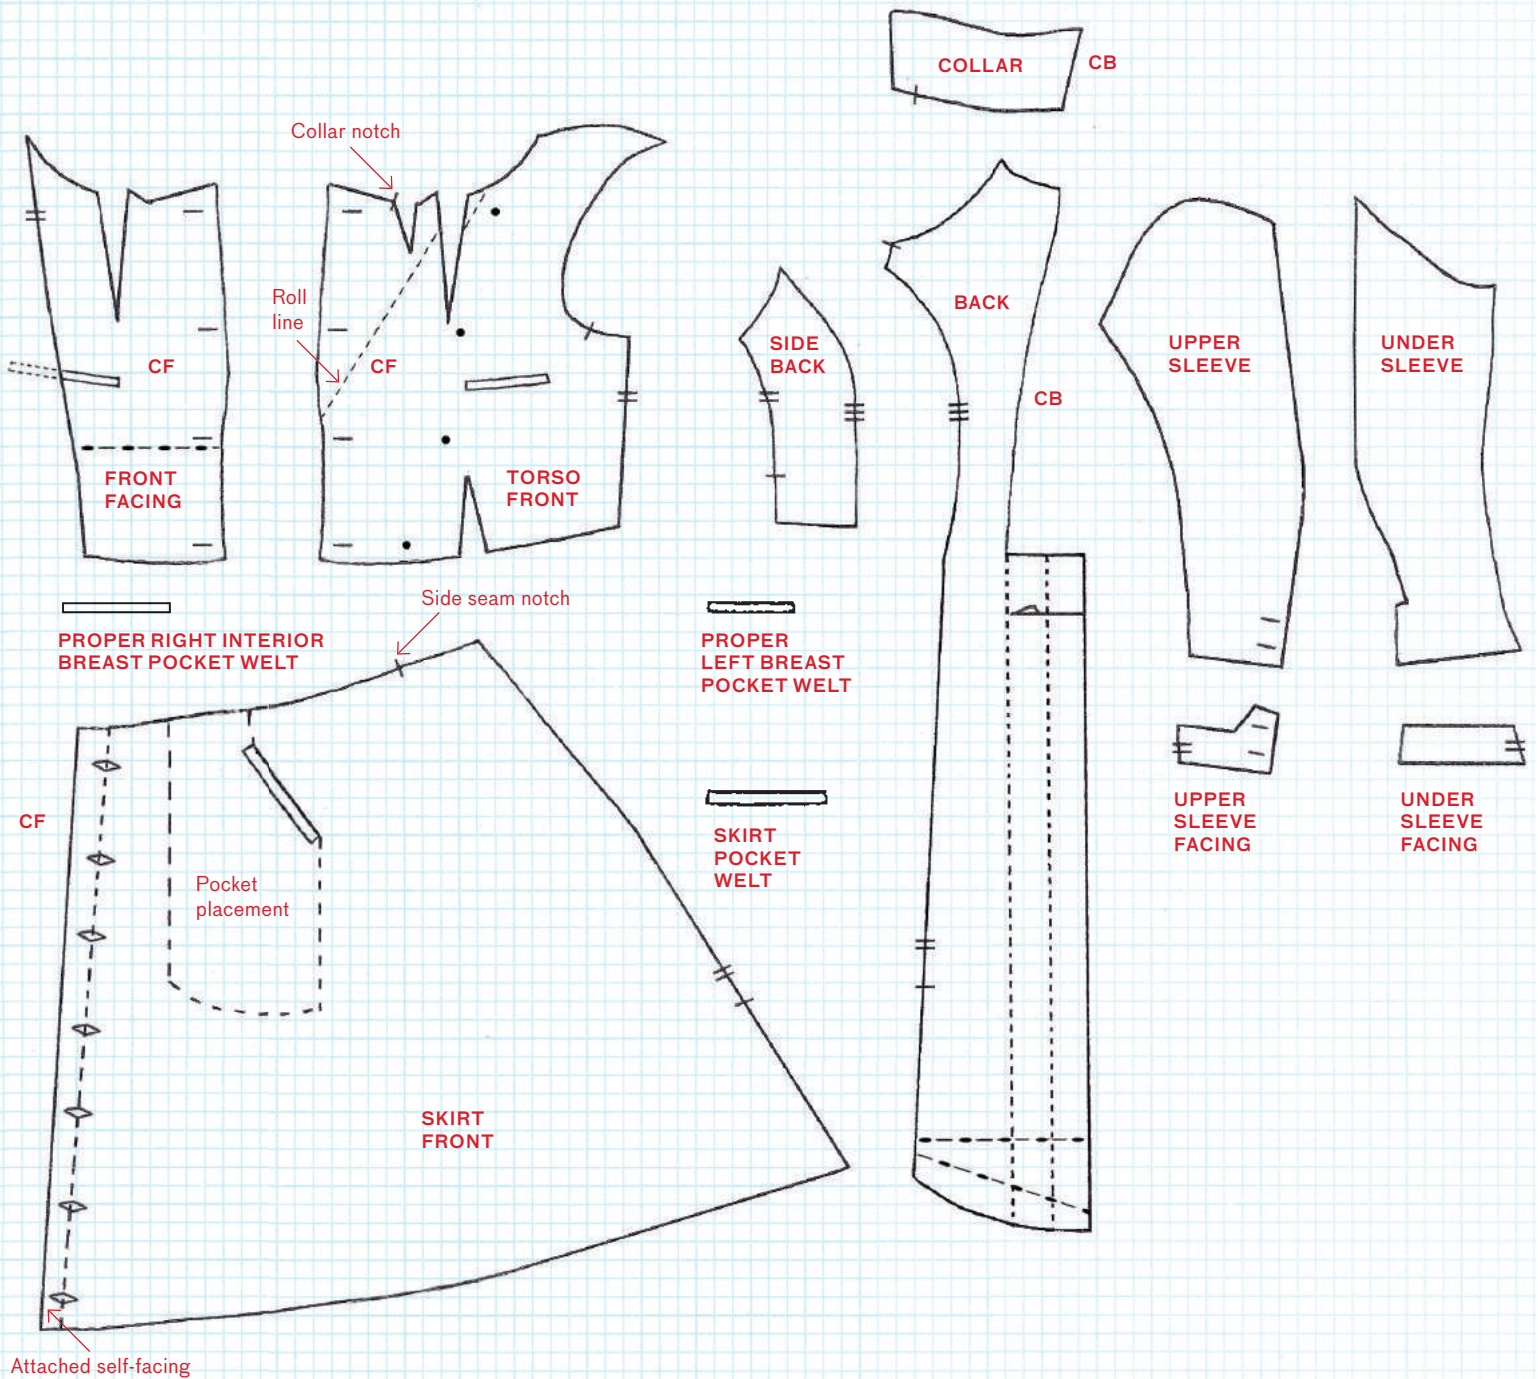 COLLAR
CB
Collar notch
Roll
line
CF
CF
FRONT
FACING
TORSO
FRONT
SIDE
BACK
BACK
CB
UPPER
SLEEVE
UNDER
SLEEVE
PROPER RIGHT INTERIOR
BREAST POCKET WELT
Side seam notch
PROPER
LEFT BREAST
POCKET WELT
CF
Pocket
placement
SKIRT
POCKET
WELT
UPPER
SLEEVE
FACING
UNDER
SLEEVE
FACING
SKIRT
FRONT
Attached self-facing